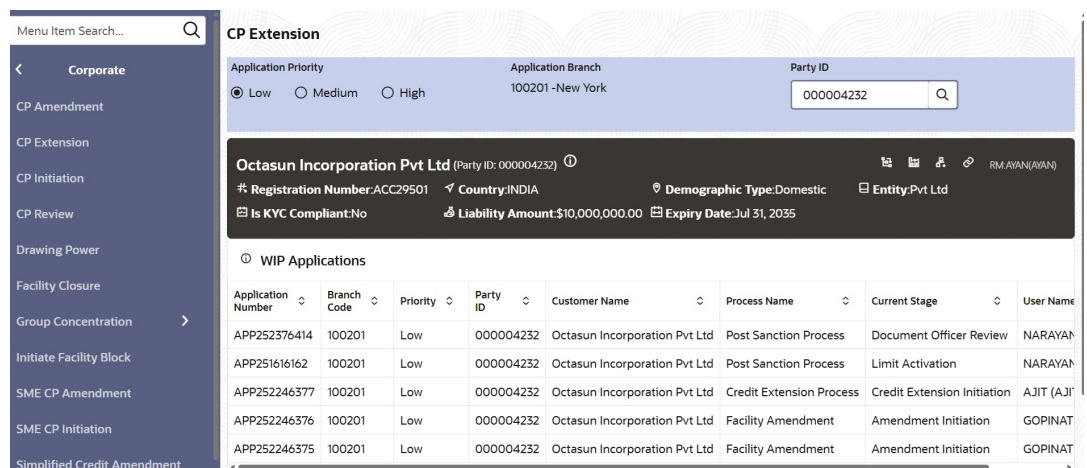 Menu Item Search...
Corporate
CP Amendment
CP Extension
CP Initiation
CP Review
Drawing Power
Facility Closure
Group Concentration
Initiate Facility Block
SME CP Amendment
SME CP Initiation
Simplified Credit Amendment
CP Extension
Application Priority Application Branch Party ID
Low Medium High 100201 -New York 000004232
Octasun Incorporation Pvt Ltd (Party ID: 000004232) RM:AYAN(AYAN)
Registration Number:ACC29501 Country:INDIA Demographic Type:Domestic Entity:Pvt Ltd
Is KYC Compliant:No Liability Amount:$10,000,000.00 Expiry Date:Jul 31, 2035
WIP Applications
Application Number Branch Code Priority Party ID Customer Name Process Name Current Stage User Name
APP252376414 100201 Low 000004232 Octasun Incorporation Pvt Ltd Post Sanction Process Document Officer Review NARAYAN
APP251616162 100201 Low 000004232 Octasun Incorporation Pvt Ltd Post Sanction Process Limit Activation NARAYAN
APP252246377 100201 Low 000004232 Octasun Incorporation Pvt Ltd Credit Extension Process Credit Extension Initiation AJIT (AJI
APP252246376 100201 Low 000004232 Octasun Incorporation Pvt Ltd Facility Amendment Amendment Initiation GOPINAT
APP252246375 100201 Low 000004232 Octasun Incorporation Pvt Ltd Facility Amendment Amendment Initiation GOPINAT